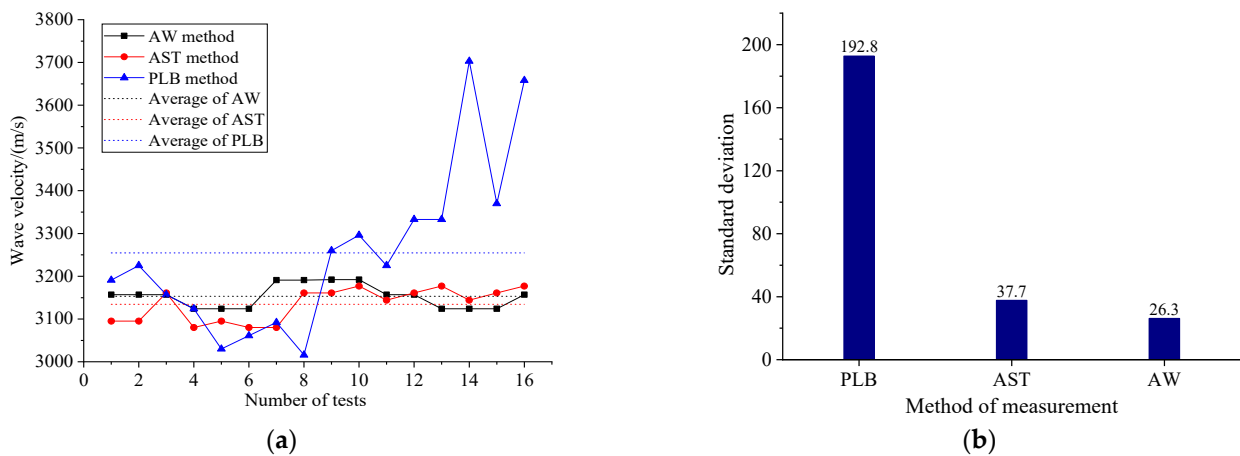 3800
3700
3600
3500
3400
3300
3200
3100
3000
Wave velocity/(m/s)
AW method
AST method
PLB method
Average of AW
Average of AST
Average of PLB
0 2 4 6 8 10 12 14 16
Number of tests
(a)
200
160
120
80
40
0
Standard deviation
192.8
37.7
26.3
PLB AST AW
Method of measurement
(b)